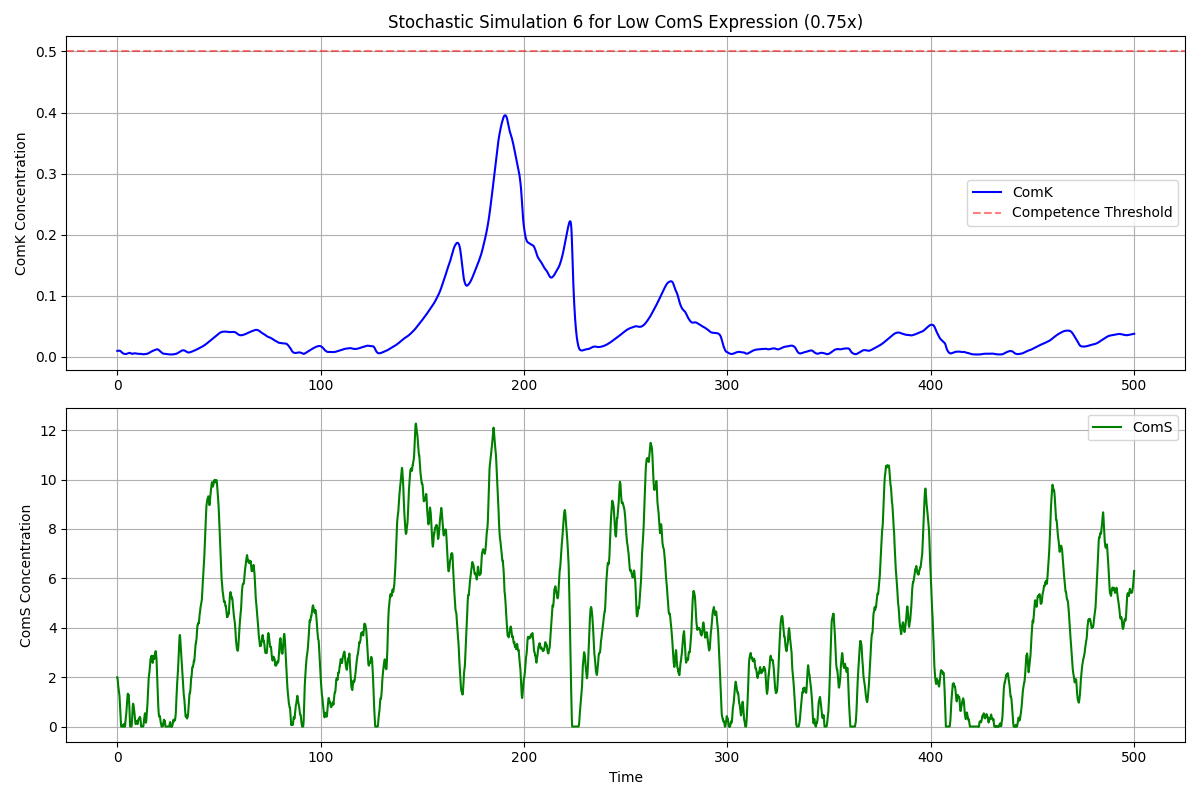 Stochastic Simulation 6 for Low ComS Expression (0.75x)
ComK Concentration
0.5
0.4
0.3
0.2
0.1
0.0
ComK
Competence Threshold
0 100 200 300 400 500
ComS Concentration
12
10
8
6
4
2
0
ComS
0 100 200 300 400 500
Time